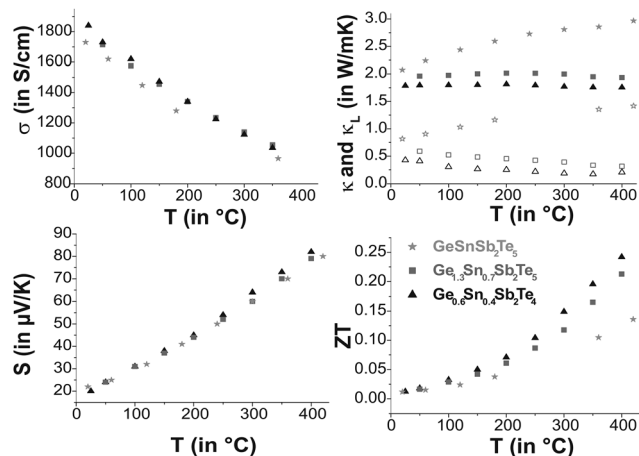 σ (in S/cm)
1800
1600
1400
1200
1000
800
0 100 200 300 400
T (in °C)
κ and κL (in W/mK)
3.0
2.5
2.0
1.5
1.0
0.5
0.0
0 100 200 300 400
T (in °C)
S (in µV/K)
90
80
70
60
50
40
30
20
0 100 200 300 400
T (in °C)
ZT
0.25
0.20
0.15
0.10
0.05
0.00
GeSnSb2Te5
Ge1.3Sn0.7Sb2Te5
Ge0.6Sn0.4Sb2Te4
0 100 200 300 400
T (in °C)